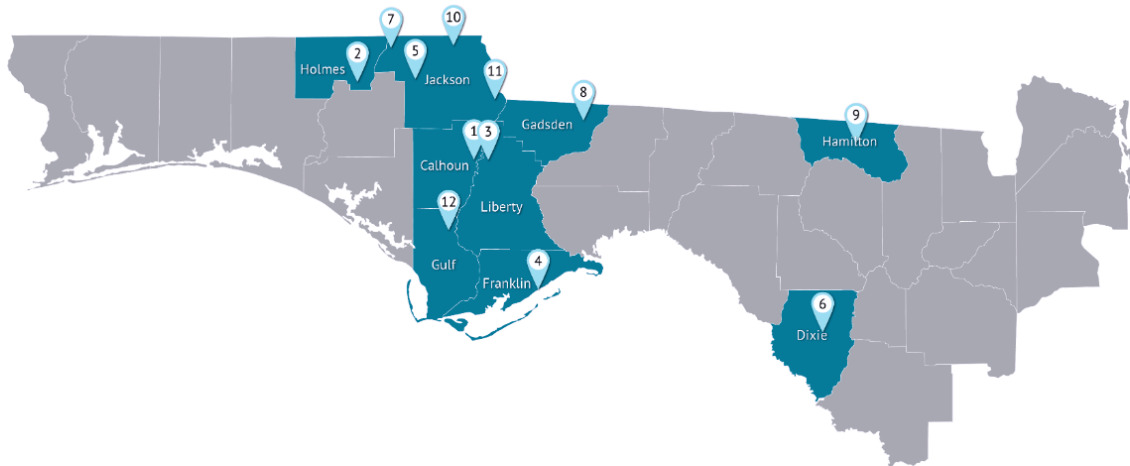 10
7
2
5
Holmes
Jackson
11
8
Gadsden
9
Hamilton
1
3
Calhoun
12
Liberty
Gulf
4
Franklin
6
Dixie